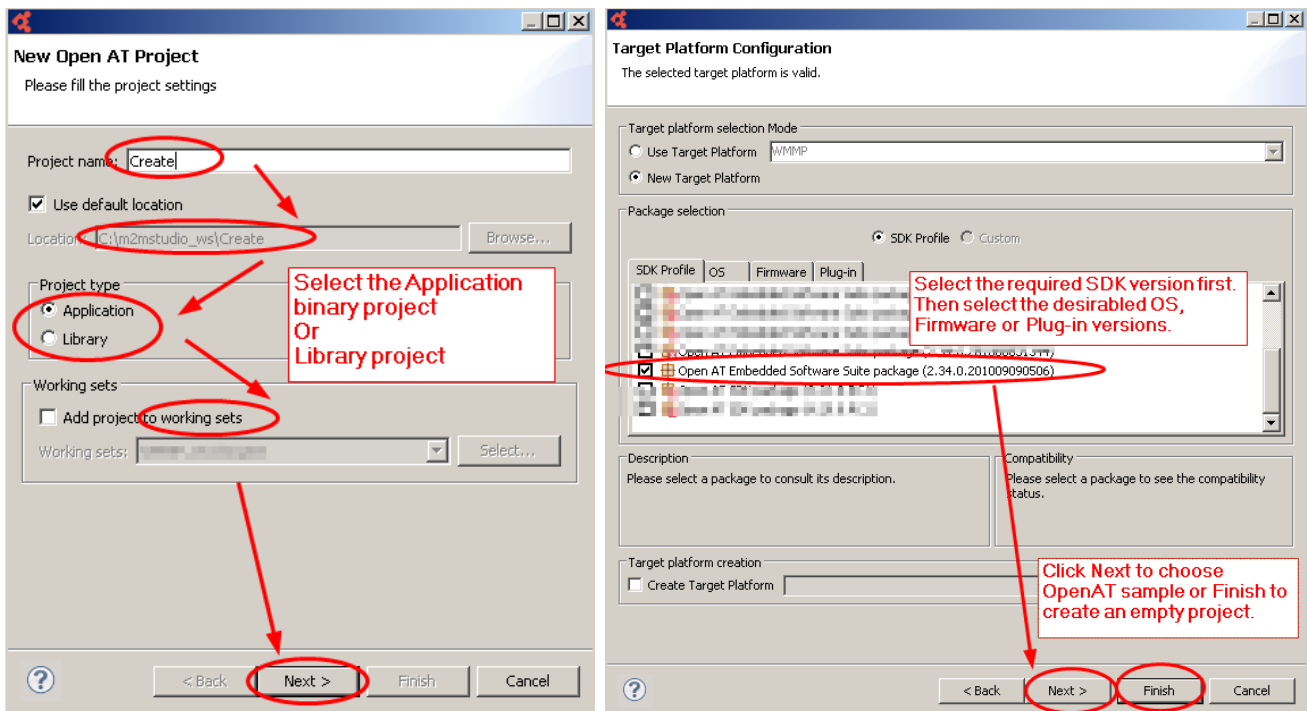 New Open AT Project
Please fill the project settings
Project name: Create
Use default location
Location: C:\m2mstudio_ws\Create
Browse...
Project type
Application
Library
Select the Application
binary project
Or
Library project
Working sets
Add project to working sets
Working sets:
Select...
< Back
Next >
Finish
Cancel
Target Platform Configuration
The selected target platform is valid.
Target platform selection Mode
Use Target Platform
WMMP
New Target Platform
Package selection
SDK Profile
Custom
SDK Profile
OS
Firmware
Plug-in
Select the required SDK version first.
Then select the desirabled OS,
Firmware or Plug-in versions.
Open AT Embedded Software Suite package (2.34.0.201009090506)
Description
Please select a package to consult its description.
Compatibility
Please select a package to see the compatibility
status.
Target platform creation
Create Target Platform
Click Next to choose
OpenAT sample or Finish to
create an empty project.
< Back
Next >
Finish
Cancel